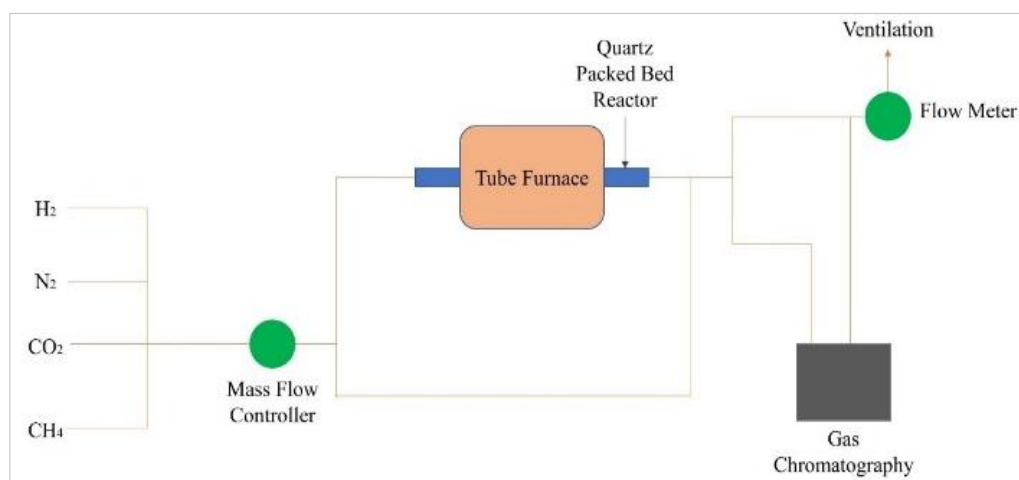 Ventilation
Quartz
Packed Bed
Reactor
Flow Meter
Tube Furnace
H₂
N₂
CO₂
CH₄
Mass Flow
Controller
Gas
Chromatography